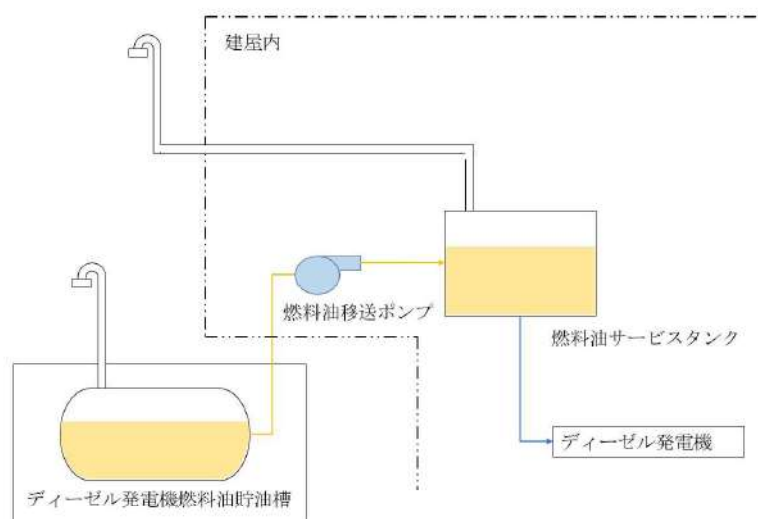 建屋内
燃料油移送ポンプ
燃料油サービスタンク
ディーゼル発電機
ディーゼル発電機燃料油貯油槽